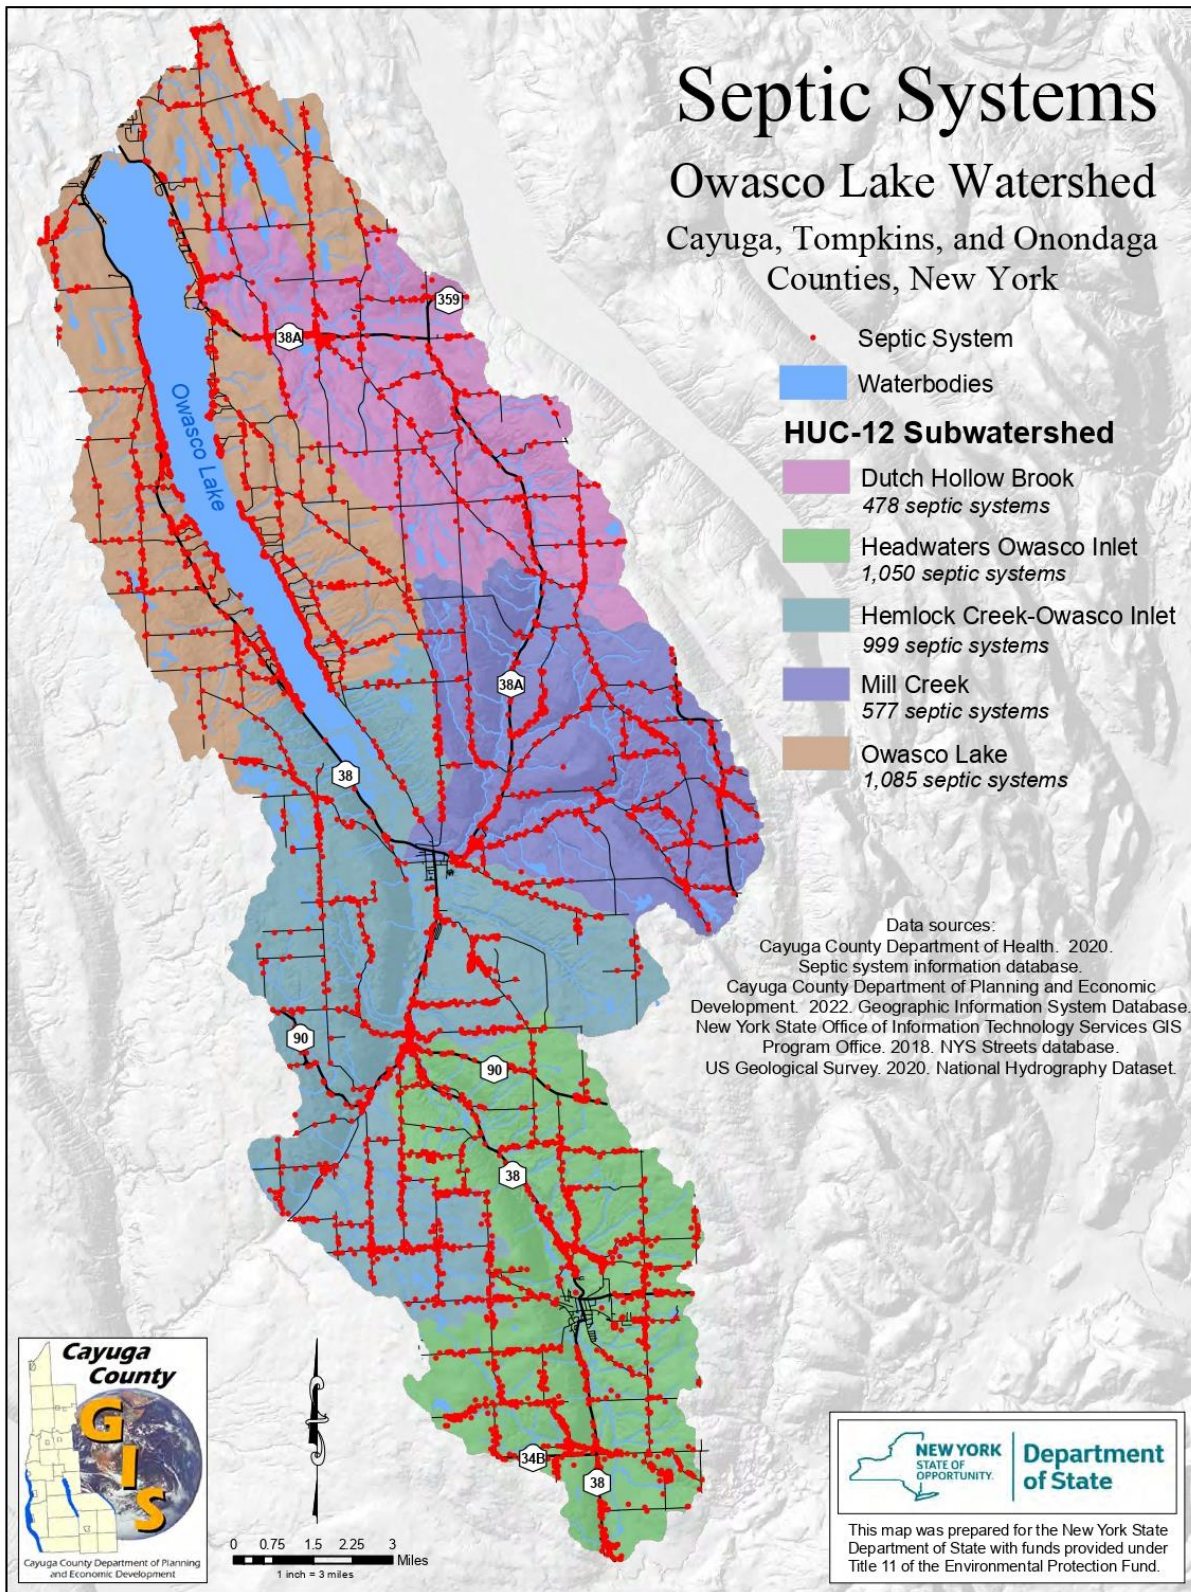 Septic Systems
Owasco Lake Watershed
Cayuga, Tompkins, and Onondaga
Counties, New York
Septic System
Waterbodies
HUC-12 Subwatershed
Dutch Hollow Brook
478 septic systems
Headwaters Owasco Inlet
1,050 septic systems
Hemlock Creek-Owasco Inlet
999 septic systems
Mill Creek
577 septic systems
Owasco Lake
1,085 septic systems
359
38A
Owasco Lake
38A
38
90
90
38
34B
38
Data sources:
Cayuga County Department of Health. 2020.
Septic system information database.
Cayuga County Department of Planning and Economic
Development. 2022. Geographic Information System Database.
New York State Office of Information Technology Services GIS
Program Office. 2018. NYS Streets database.
US Geological Survey. 2020. National Hydrography Dataset.
Cayuga
County
GIS
Cayuga County Department of Planning
and Economic Development
0 0.75 1.5 2.25 3
Miles
1 inch = 3 miles
NEW YORK
STATE OF
OPPORTUNITY.
Department
of State
This map was prepared for the New York State
Department of State with funds provided under
Title 11 of the Environmental Protection Fund.